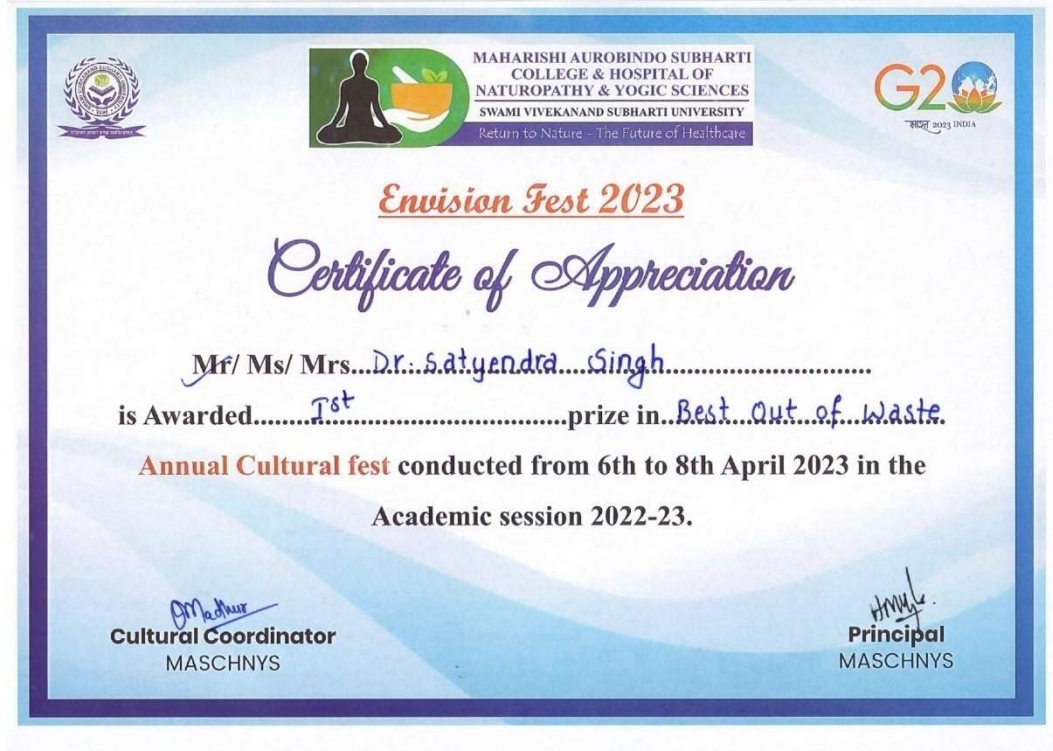 MAHARISHI AUROBINDO SUBHARTI
COLLEGE & HOSPITAL OF
NATUROPATHY & YOGIC SCIENCES
SWAMI VIVEKANAND SUBHARTI UNIVERSITY
Return to Nature - The Future of Healthcare
G20
भारत 2023 INDIA
Envision Fest 2023
Certificate of Appreciation
Mr/ Ms/ Mrs...Dr. Satyendra Singh..............................
is Awarded........Ist..............................prize in..Best Out of Waste.
Annual Cultural fest conducted from 6th to 8th April 2023 in the
Academic session 2022-23.
Madhur
Cultural Coordinator
MASCHNYS
Principal
MASCHNYS